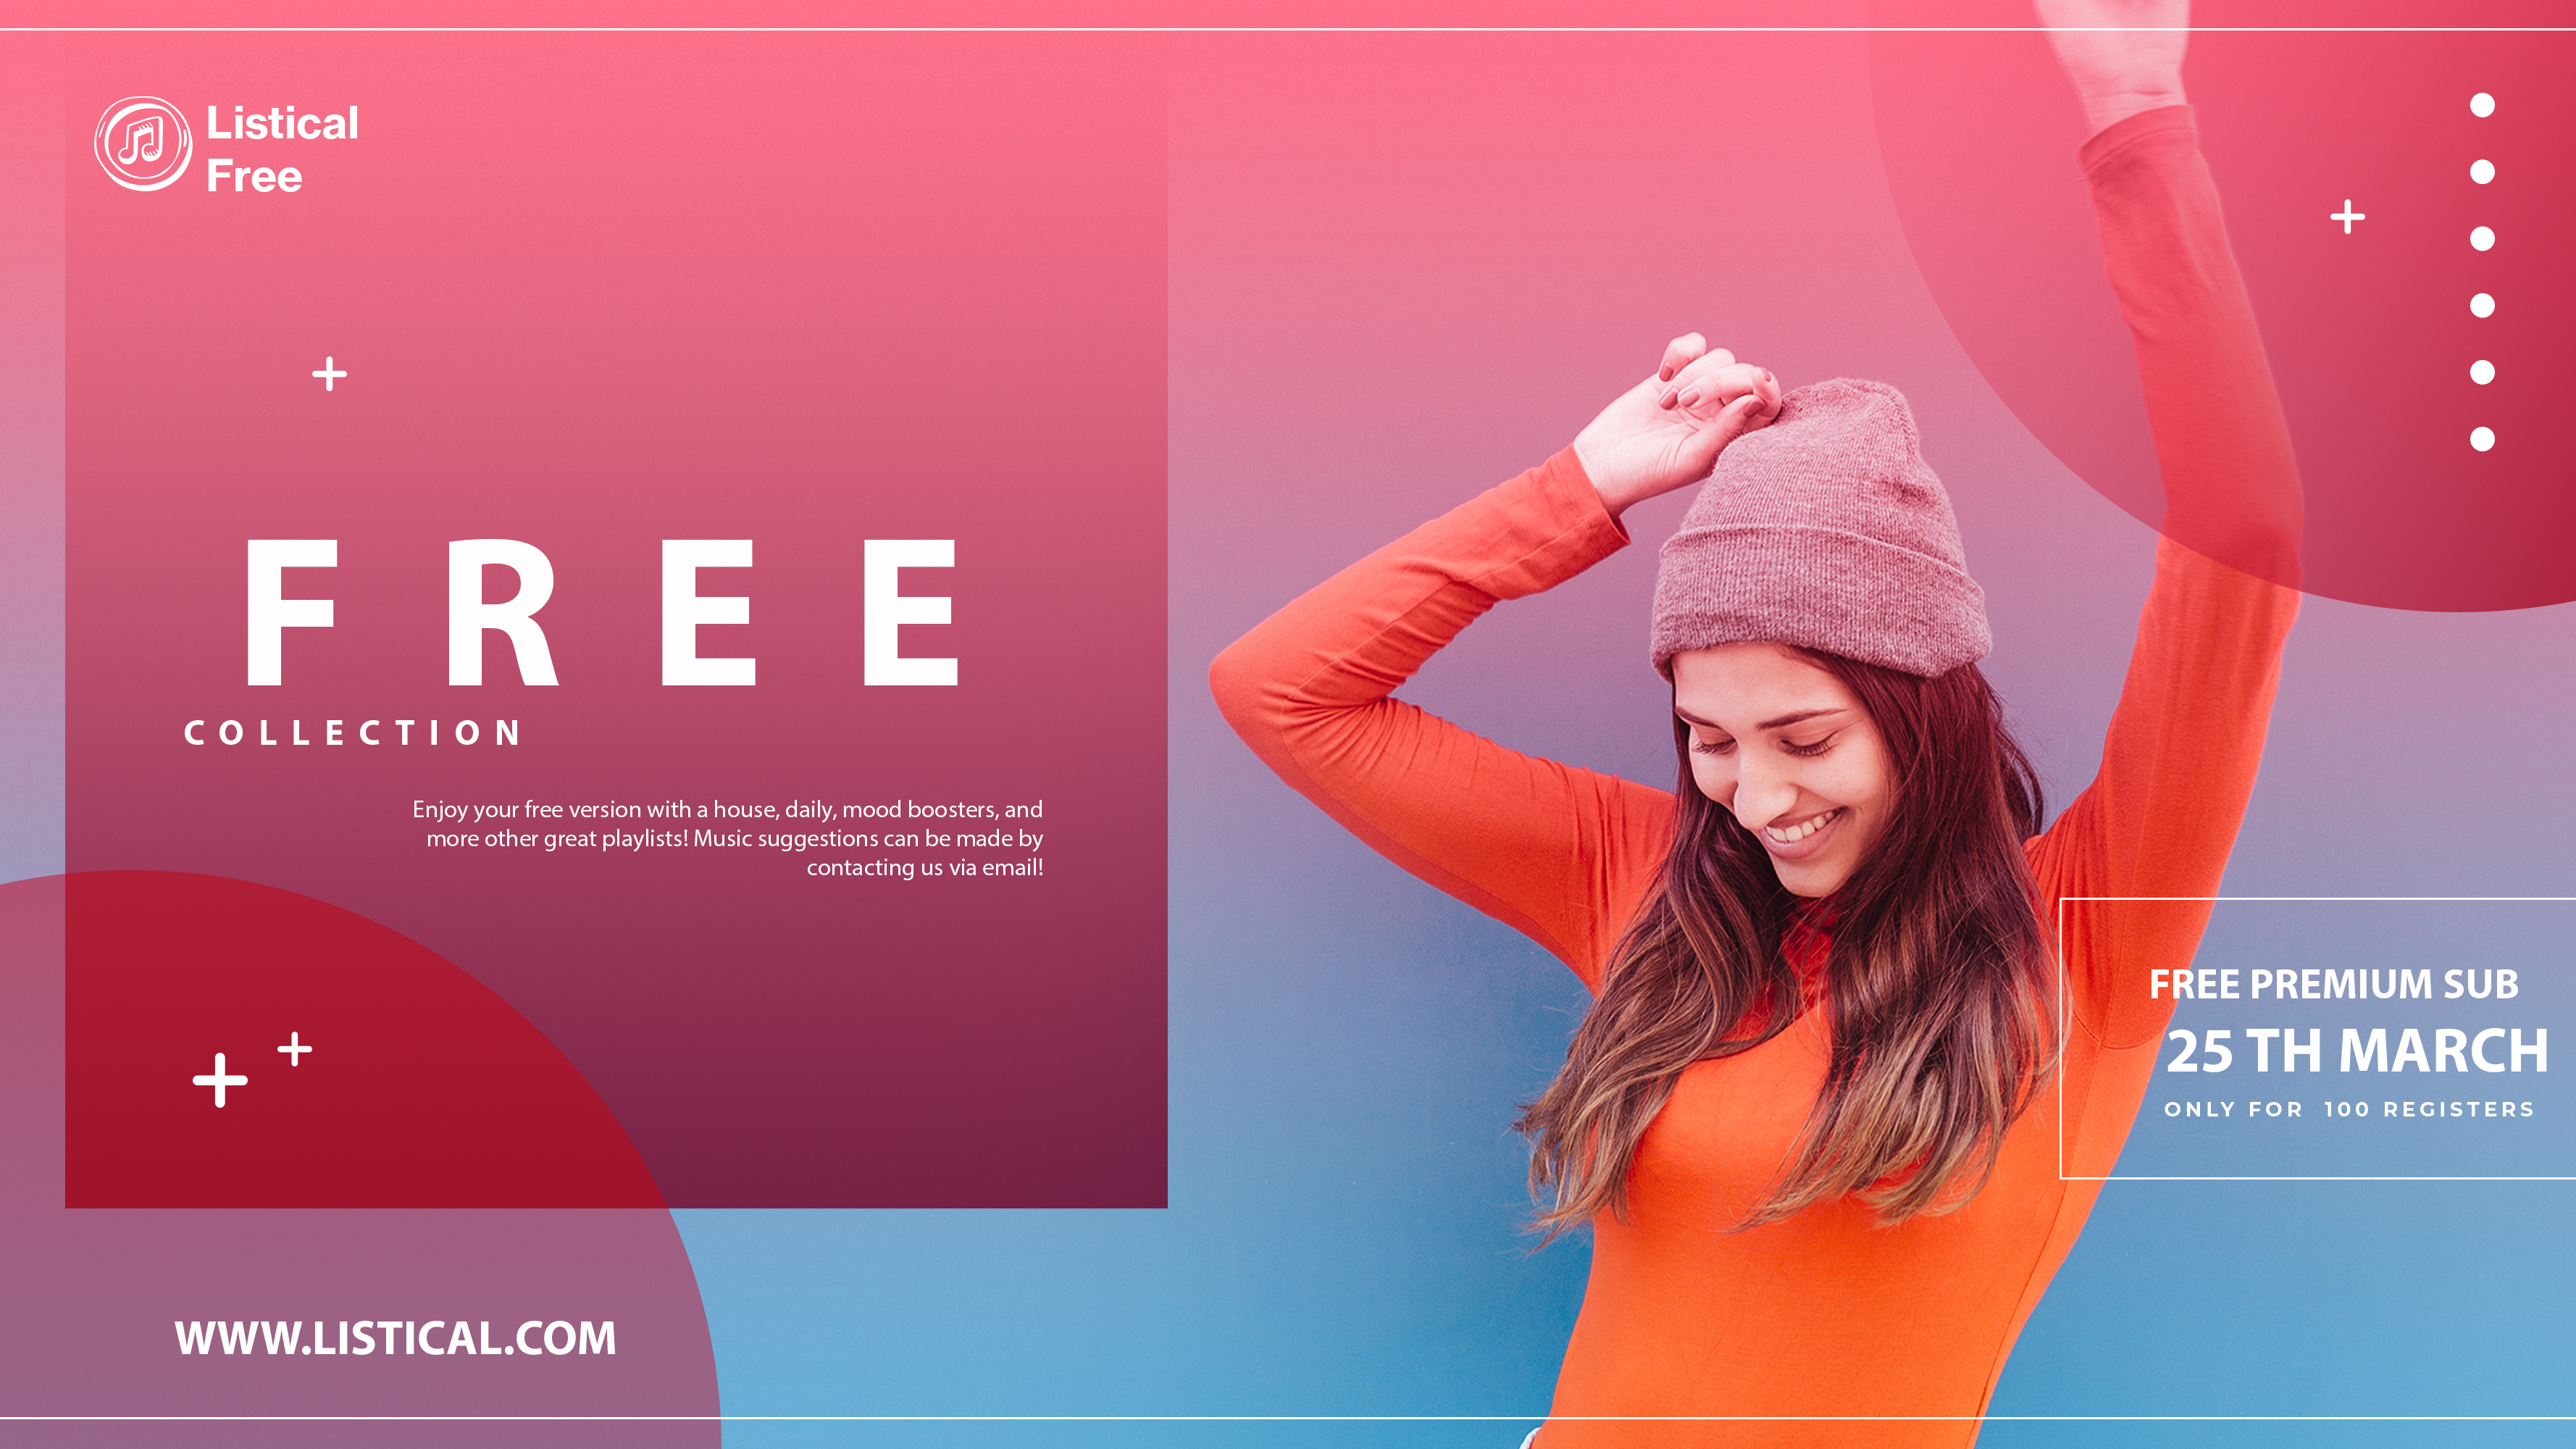 Listical
Free
FREE
COLLECTION
Enjoy your free version with a house, daily, mood boosters, and
more other great playlists! Music suggestions can be made by
contacting us via email!
FREE PREMIUM SUB
25 TH MARCH
ONLY FOR 100 REGISTERS
WWW.LISTICAL.COM